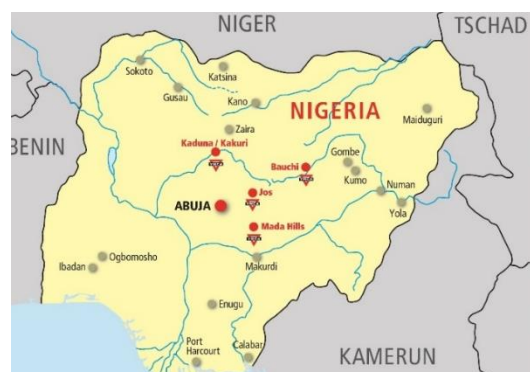 NIGER
TSCHAD
Sokoto
Katsina
Gusau
Kano
NIGERIA
BENIN
Zaira
Maiduguri
Kaduna / Kakuri
Gombe
Bauchi
Kumo
Numan
Jos
ABUJA
Yola
Mada Hills
Ogbomosho
Ibadan
Makurdi
Enugu
Port
Harcourt
Calabar
KAMERUN